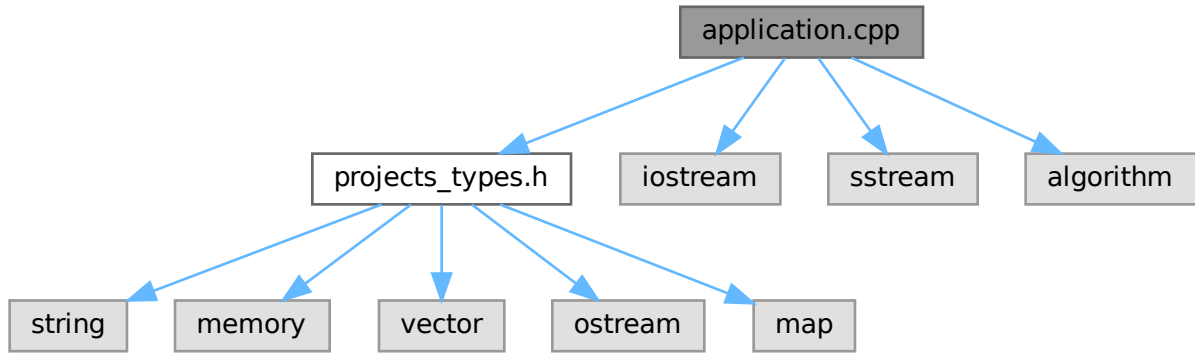 application.cpp
projects_types.h
iostream
sstream
algorithm
string
memory
vector
ostream
map